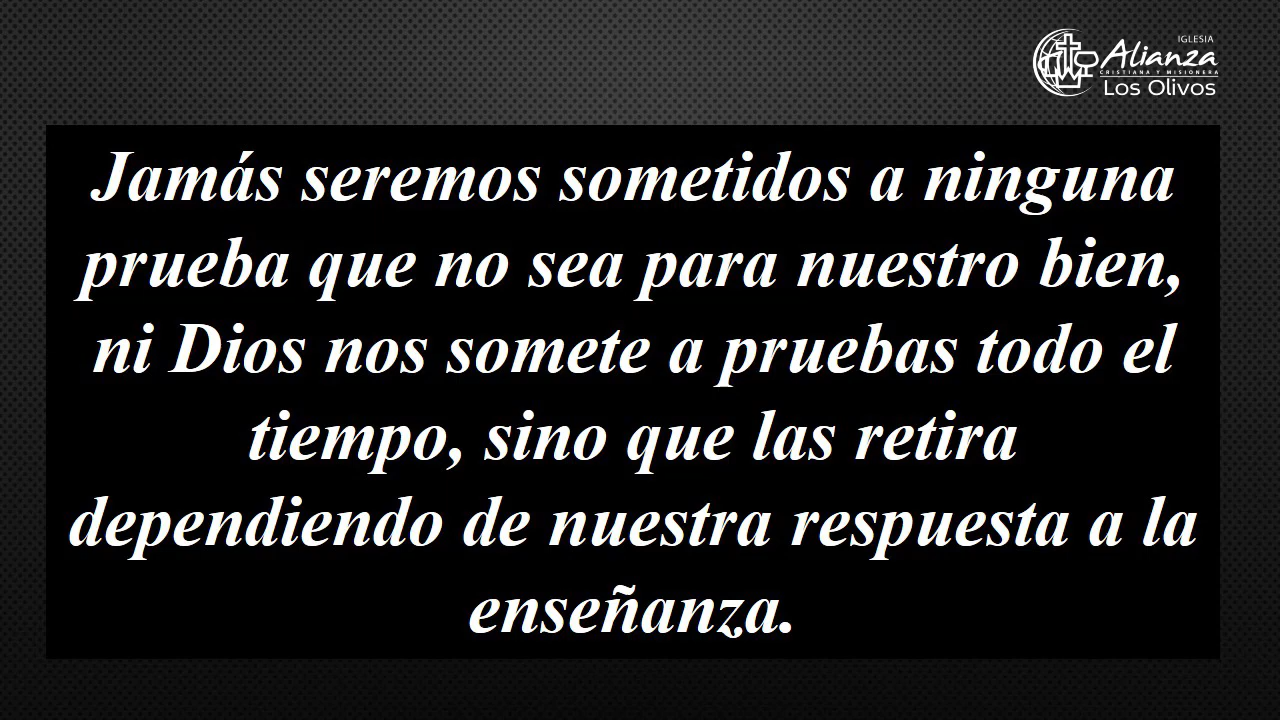 IGLESIA
Alianza
CRISTIANA Y MISIONERA
Los Olivos
Jamás seremos sometidos a ninguna
prueba que no sea para nuestro bien,
ni Dios nos somete a pruebas todo el
tiempo, sino que las retira
dependiendo de nuestra respuesta a la
enseñanza.